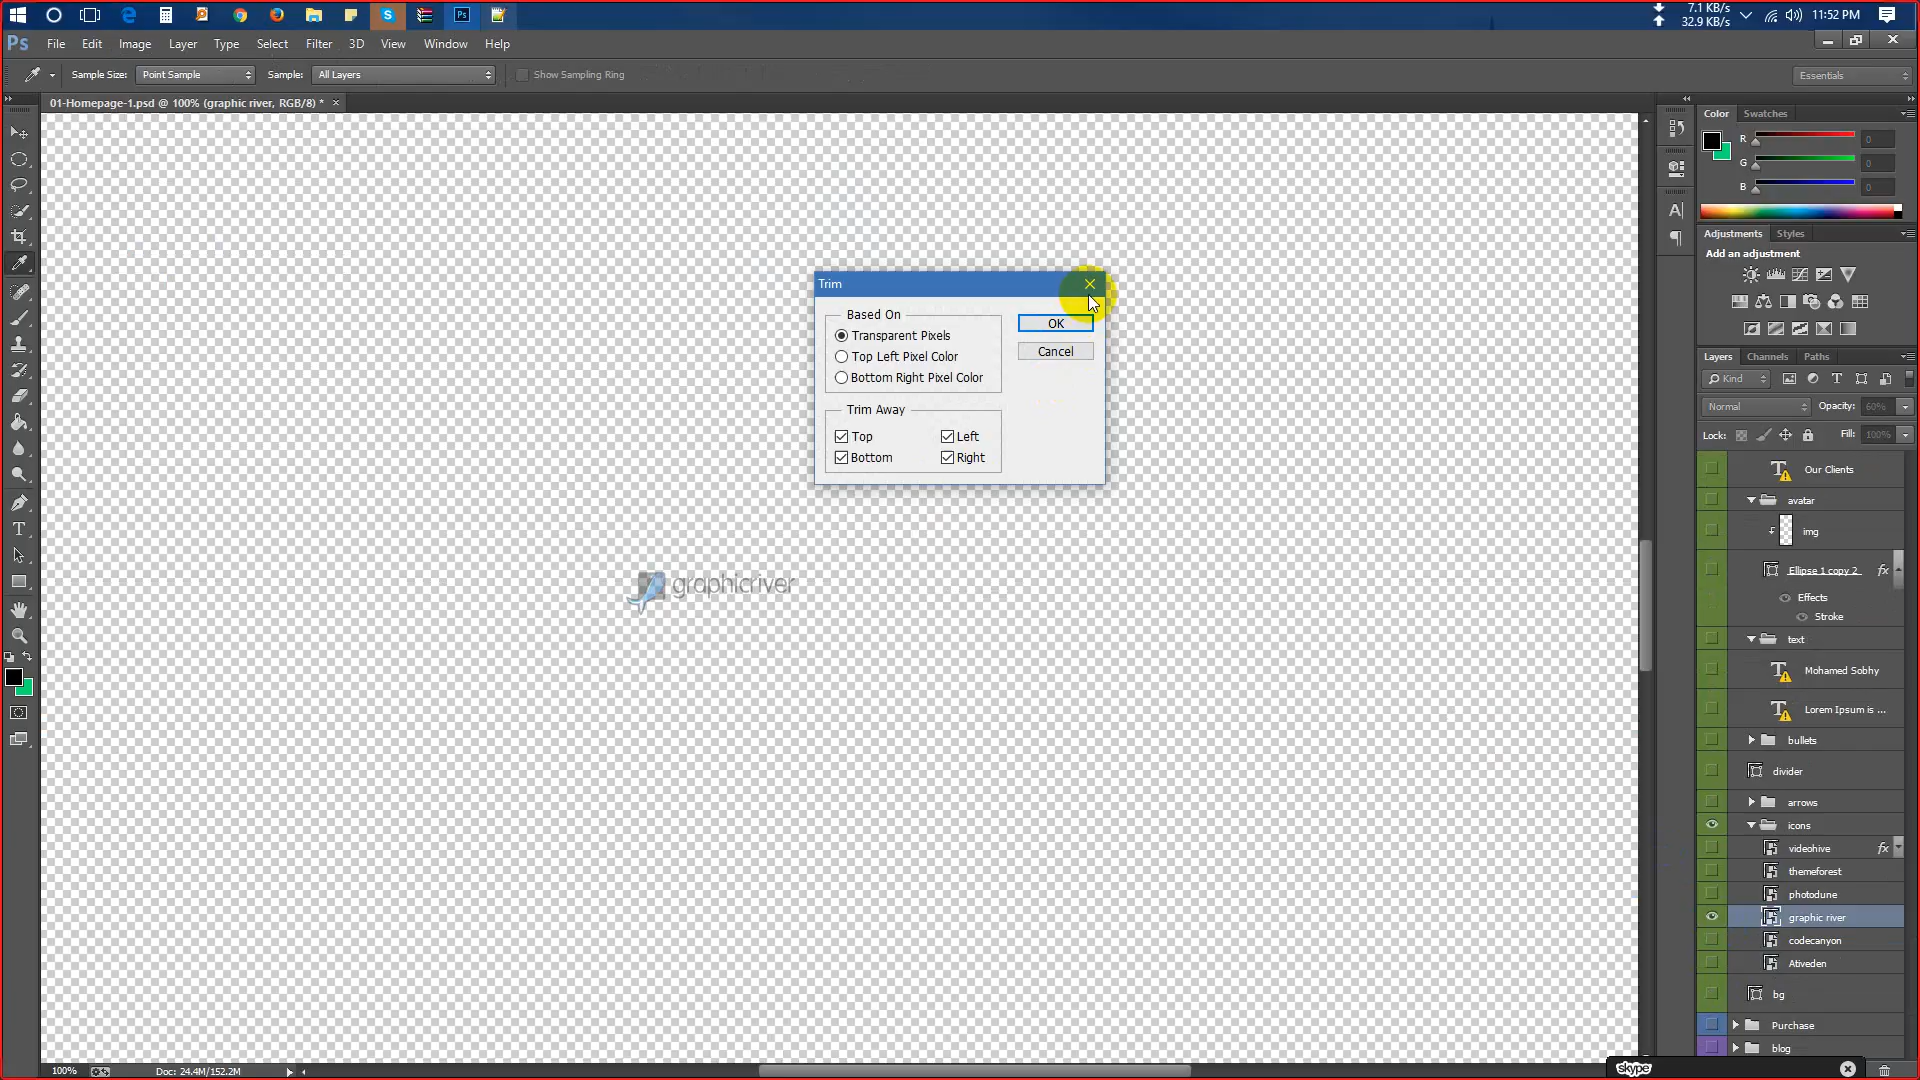 7.1 KB/s
32.9 KB/s
11:52 PM
Ps
File Edit Image Layer Type Select Filter 3D View Window Help
Sample Size: Point Sample Sample: All Layers Show Sampling Ring
Essentials
01-Homepage-1.psd @ 100% (graphic river, RGB/8) * ×
Color Swatches
R 0
G 0
B 0
Adjustments Styles
Add an adjustment
Layers Channels Paths
Kind
Normal Opacity: 60%
Lock: Fill: 100%
Our Clients
avatar
img
Ellipse 1 copy 2 fx
Effects
Stroke
text
Mohamed Sobhy
Lorem Ipsum is ...
bullets
divider
arrows
icons
videohive fx
themeforest
photodune
graphic river
codecanyon
Ativeden
bg
Purchase
blog
Trim
Based On
Transparent Pixels
Top Left Pixel Color
Bottom Right Pixel Color
OK
Cancel
Trim Away
Top Left
Bottom Right
graphicriver
100% Doc: 24.4M/152.2M
skype